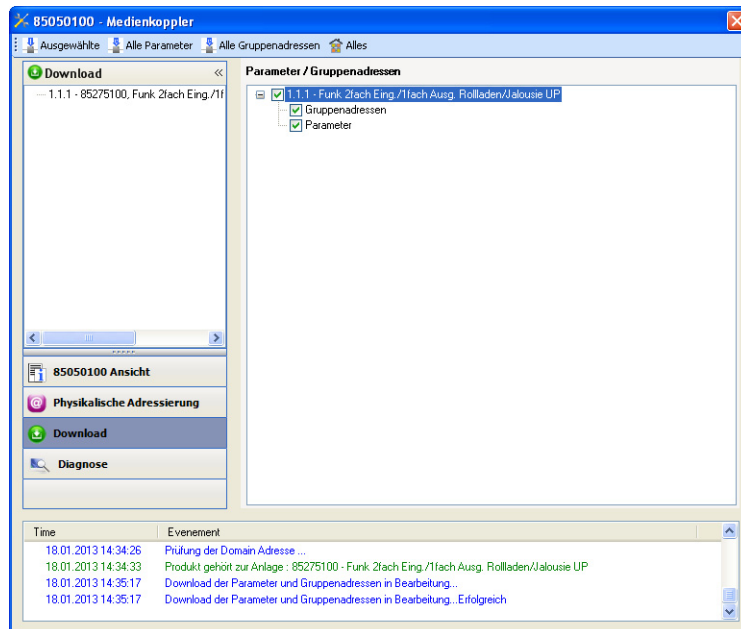 85050100 - Medienkoppler
Ausgewählte Alle Parameter Alle Gruppenadressen Alles
Download «
1.1.1 - 85275100, Funk 2fach Eing./1f
Parameter / Gruppenadressen
1.1.1 - Funk 2fach Eing./1fach Ausg. Rollladen/Jalousie UP
Gruppenadressen
Parameter
85050100 Ansicht
Physikalische Adressierung
Download
Diagnose
Time Evenement
18.01.2013 14:34:26 Prüfung der Domain Adresse ...
18.01.2013 14:34:33 Produkt gehört zur Anlage : 85275100 - Funk 2fach Eing./1fach Ausg. Rollladen/Jalousie UP
18.01.2013 14:35:17 Download der Parameter und Gruppenadressen in Bearbeitung...
18.01.2013 14:35:17 Download der Parameter und Gruppenadressen in Bearbeitung...Erfolgreich